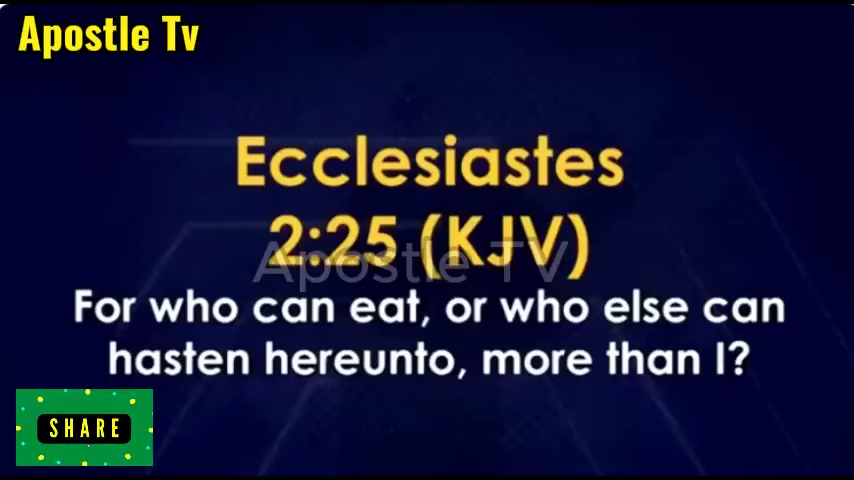 Apostle Tv
Ecclesiastes
2:25 (KJV)
Apostle TV
For who can eat, or who else can
hasten hereunto, more than I?
SHARE